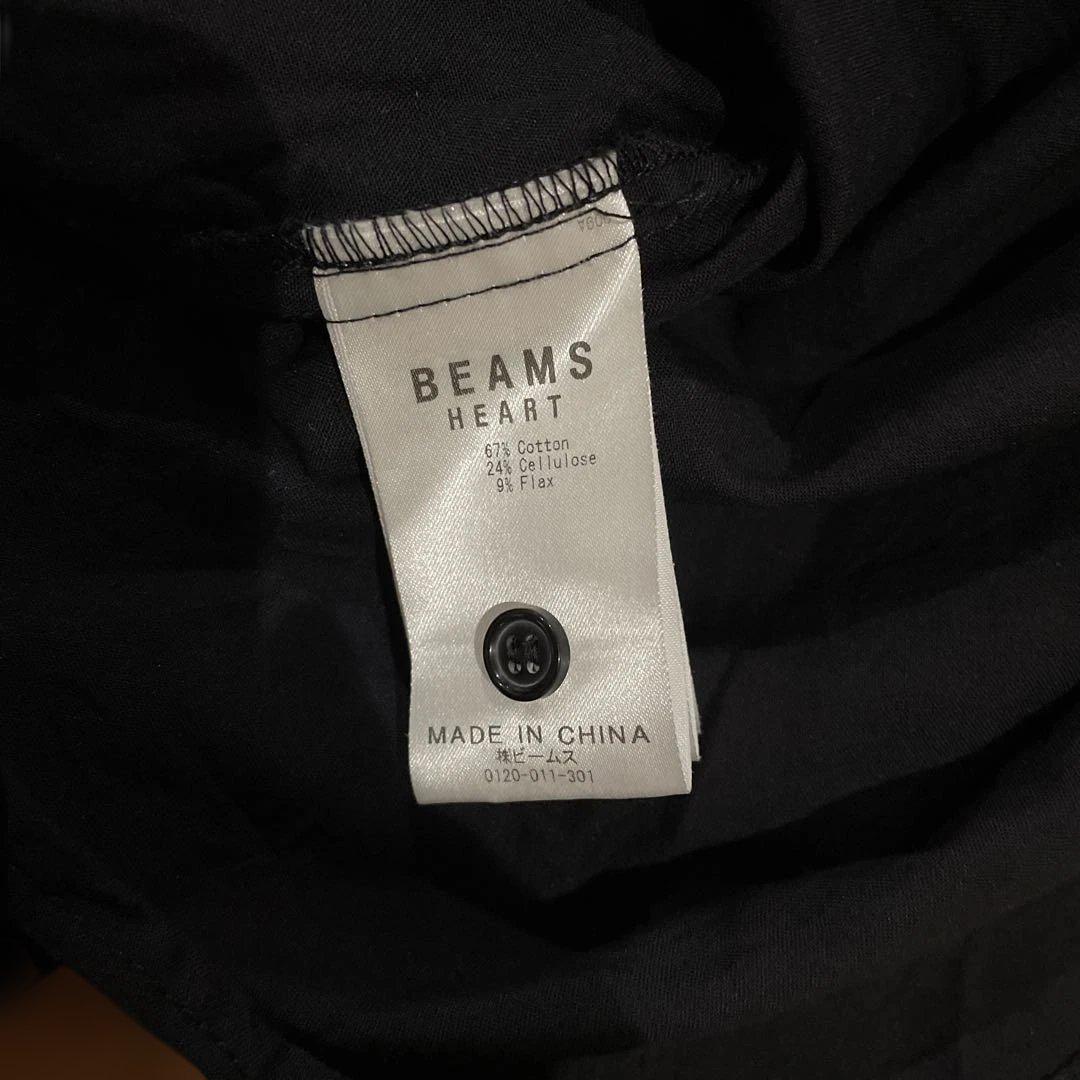 BEAMS
HEART
67% Cotton
24% Cellulose
9% Flax
MADE IN CHINA
㈱ビームス
0120-011-301